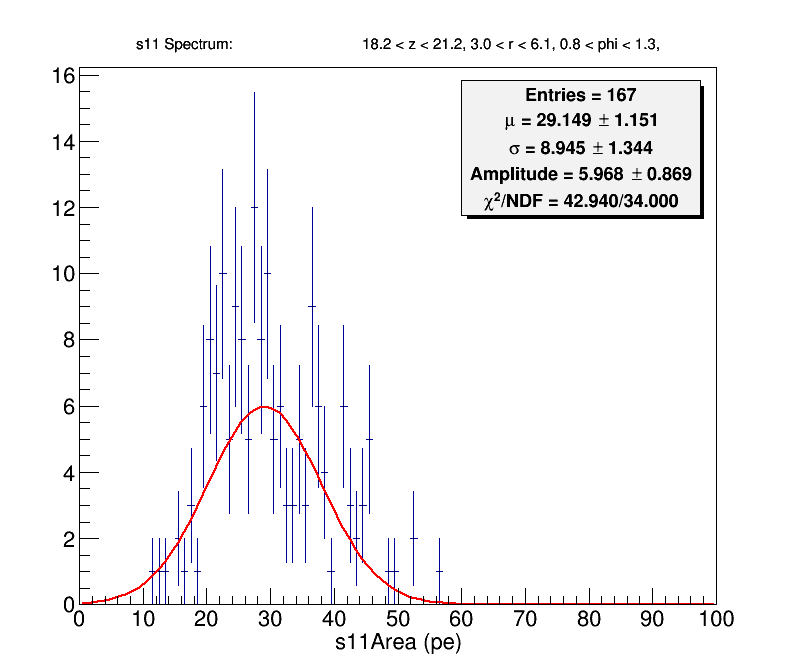 s11 Spectrum: 18.2 < z < 21.2, 3.0 < r < 6.1, 0.8 < phi < 1.3,
Entries = 167
μ = 29.149 ± 1.151
σ = 8.945 ± 1.344
Amplitude = 5.968 ± 0.869
χ²/NDF = 42.940/34.000
16
14
12
10
8
6
4
2
0
0 10 20 30 40 50 60 70 80 90 100
s11Area (pe)